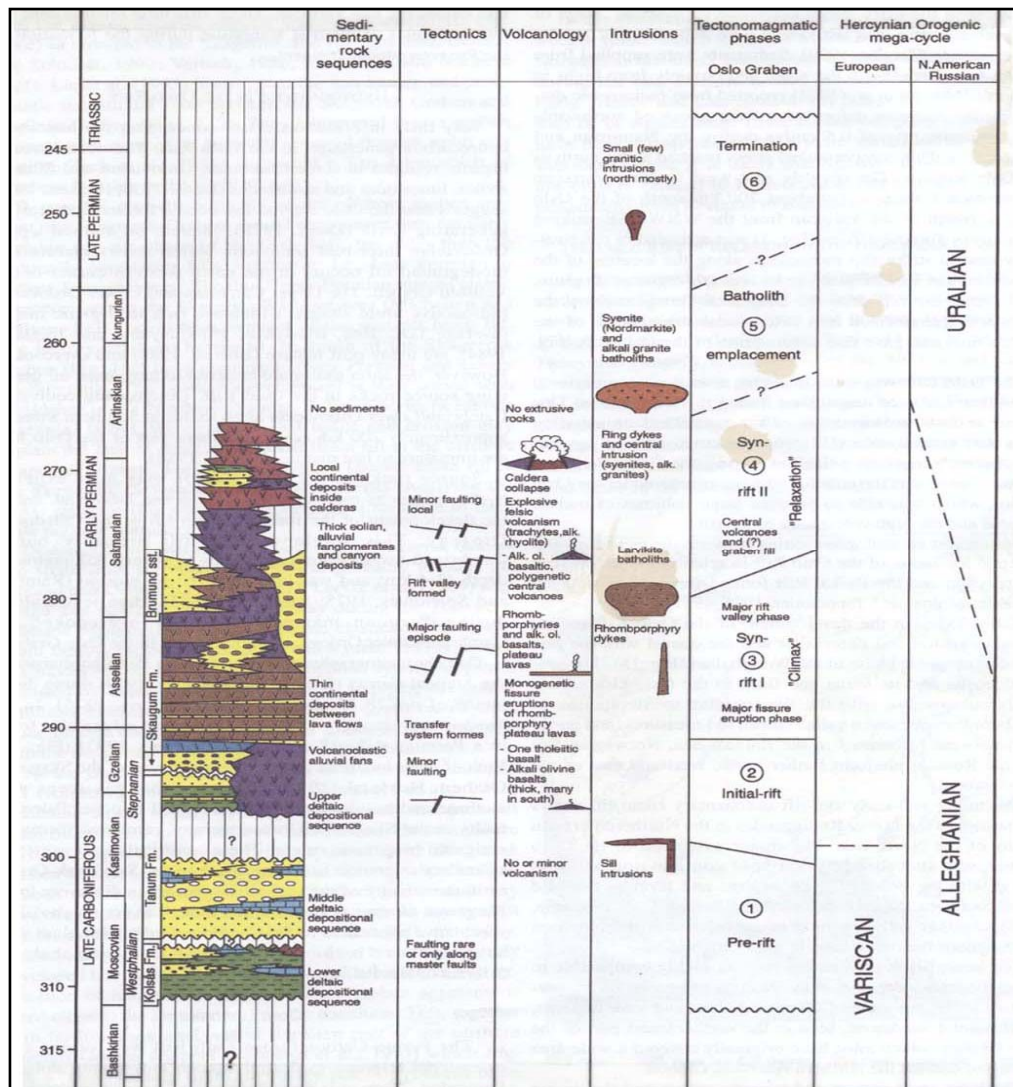 Sedi-
mentary
rock
sequences
Tectonics
Volcanology
Intrusions
Tectonomagmatic
phases
Oslo Graben
Hercynian Orogenic
mega-cycle
European
N.American
Russian
TRIASSIC
LATE PERMIAN
EARLY PERMIAN
LATE CARBONIFEROUS
245
250
260
270
280
290
300
310
315
Kungurian
Artinskian
Sakmarian
Asselian
Gzelian
Kasimovian
Moscovian
Bashkirian
Stephanian
Westphalian
Brumund sst.
Skaugum Fm.
Tanum Fm.
Kolsås Fm.
?
?
No sediments
Local
continental
deposits
inside
calderas
Thick eolian,
alluvial
fanglomerats
and canyon
deposits
Thin
continental
deposits
between
lava flows
Volcanoclastic
alluvial fans
Upper
deltaic
depositional
sequence
Middle
deltaic
depositional
sequence
Lower
deltaic
depositional
sequence
Minor faulting
local
Rift valley
formed
Major faulting
episode
Transfer
system formes
Minor
faulting
Faulting rare
or only along
master faults
No extrusive
rocks
Caldera
collapse
Explosive
felsic
volcanism
(trachytes,alk.
rhyolite)
- Alk. ol.
basaltic,
polygenetic
central
volcanoes
Rhomb-
porphyries
and alk. ol.
basalts,
plateau
lavas
Monogenetic
fissure
eruptions
of rhomb-
porphyry
plateau lavas
- One tholeiitic
basalt
- Alkali olivine
basalts
(thick, many
in south)
No or minor
volcanism
Small (few)
granitic
intrusions
(north mostly)
Syenite
(Nordmarkite)
and
alkali granite
batholiths
Ring dykes
and central
intrusion
(syenites, alk.
granites)
Larvikite
batholiths
Rhombporphyry
dykes
Sill
intrusions
Termination
6
?
Batholith
5
emplacement
Syn-
4
rift II
Central
volcanoes
and (?)
graben fill
"Relaxation"
Major rift
valley phase
Syn-
3
rift I
Major fissure
eruption phase
"Climax"
2
Initial-rift
1
Pre-rift
VARISCAN
URALIAN
ALLEGHANIAN